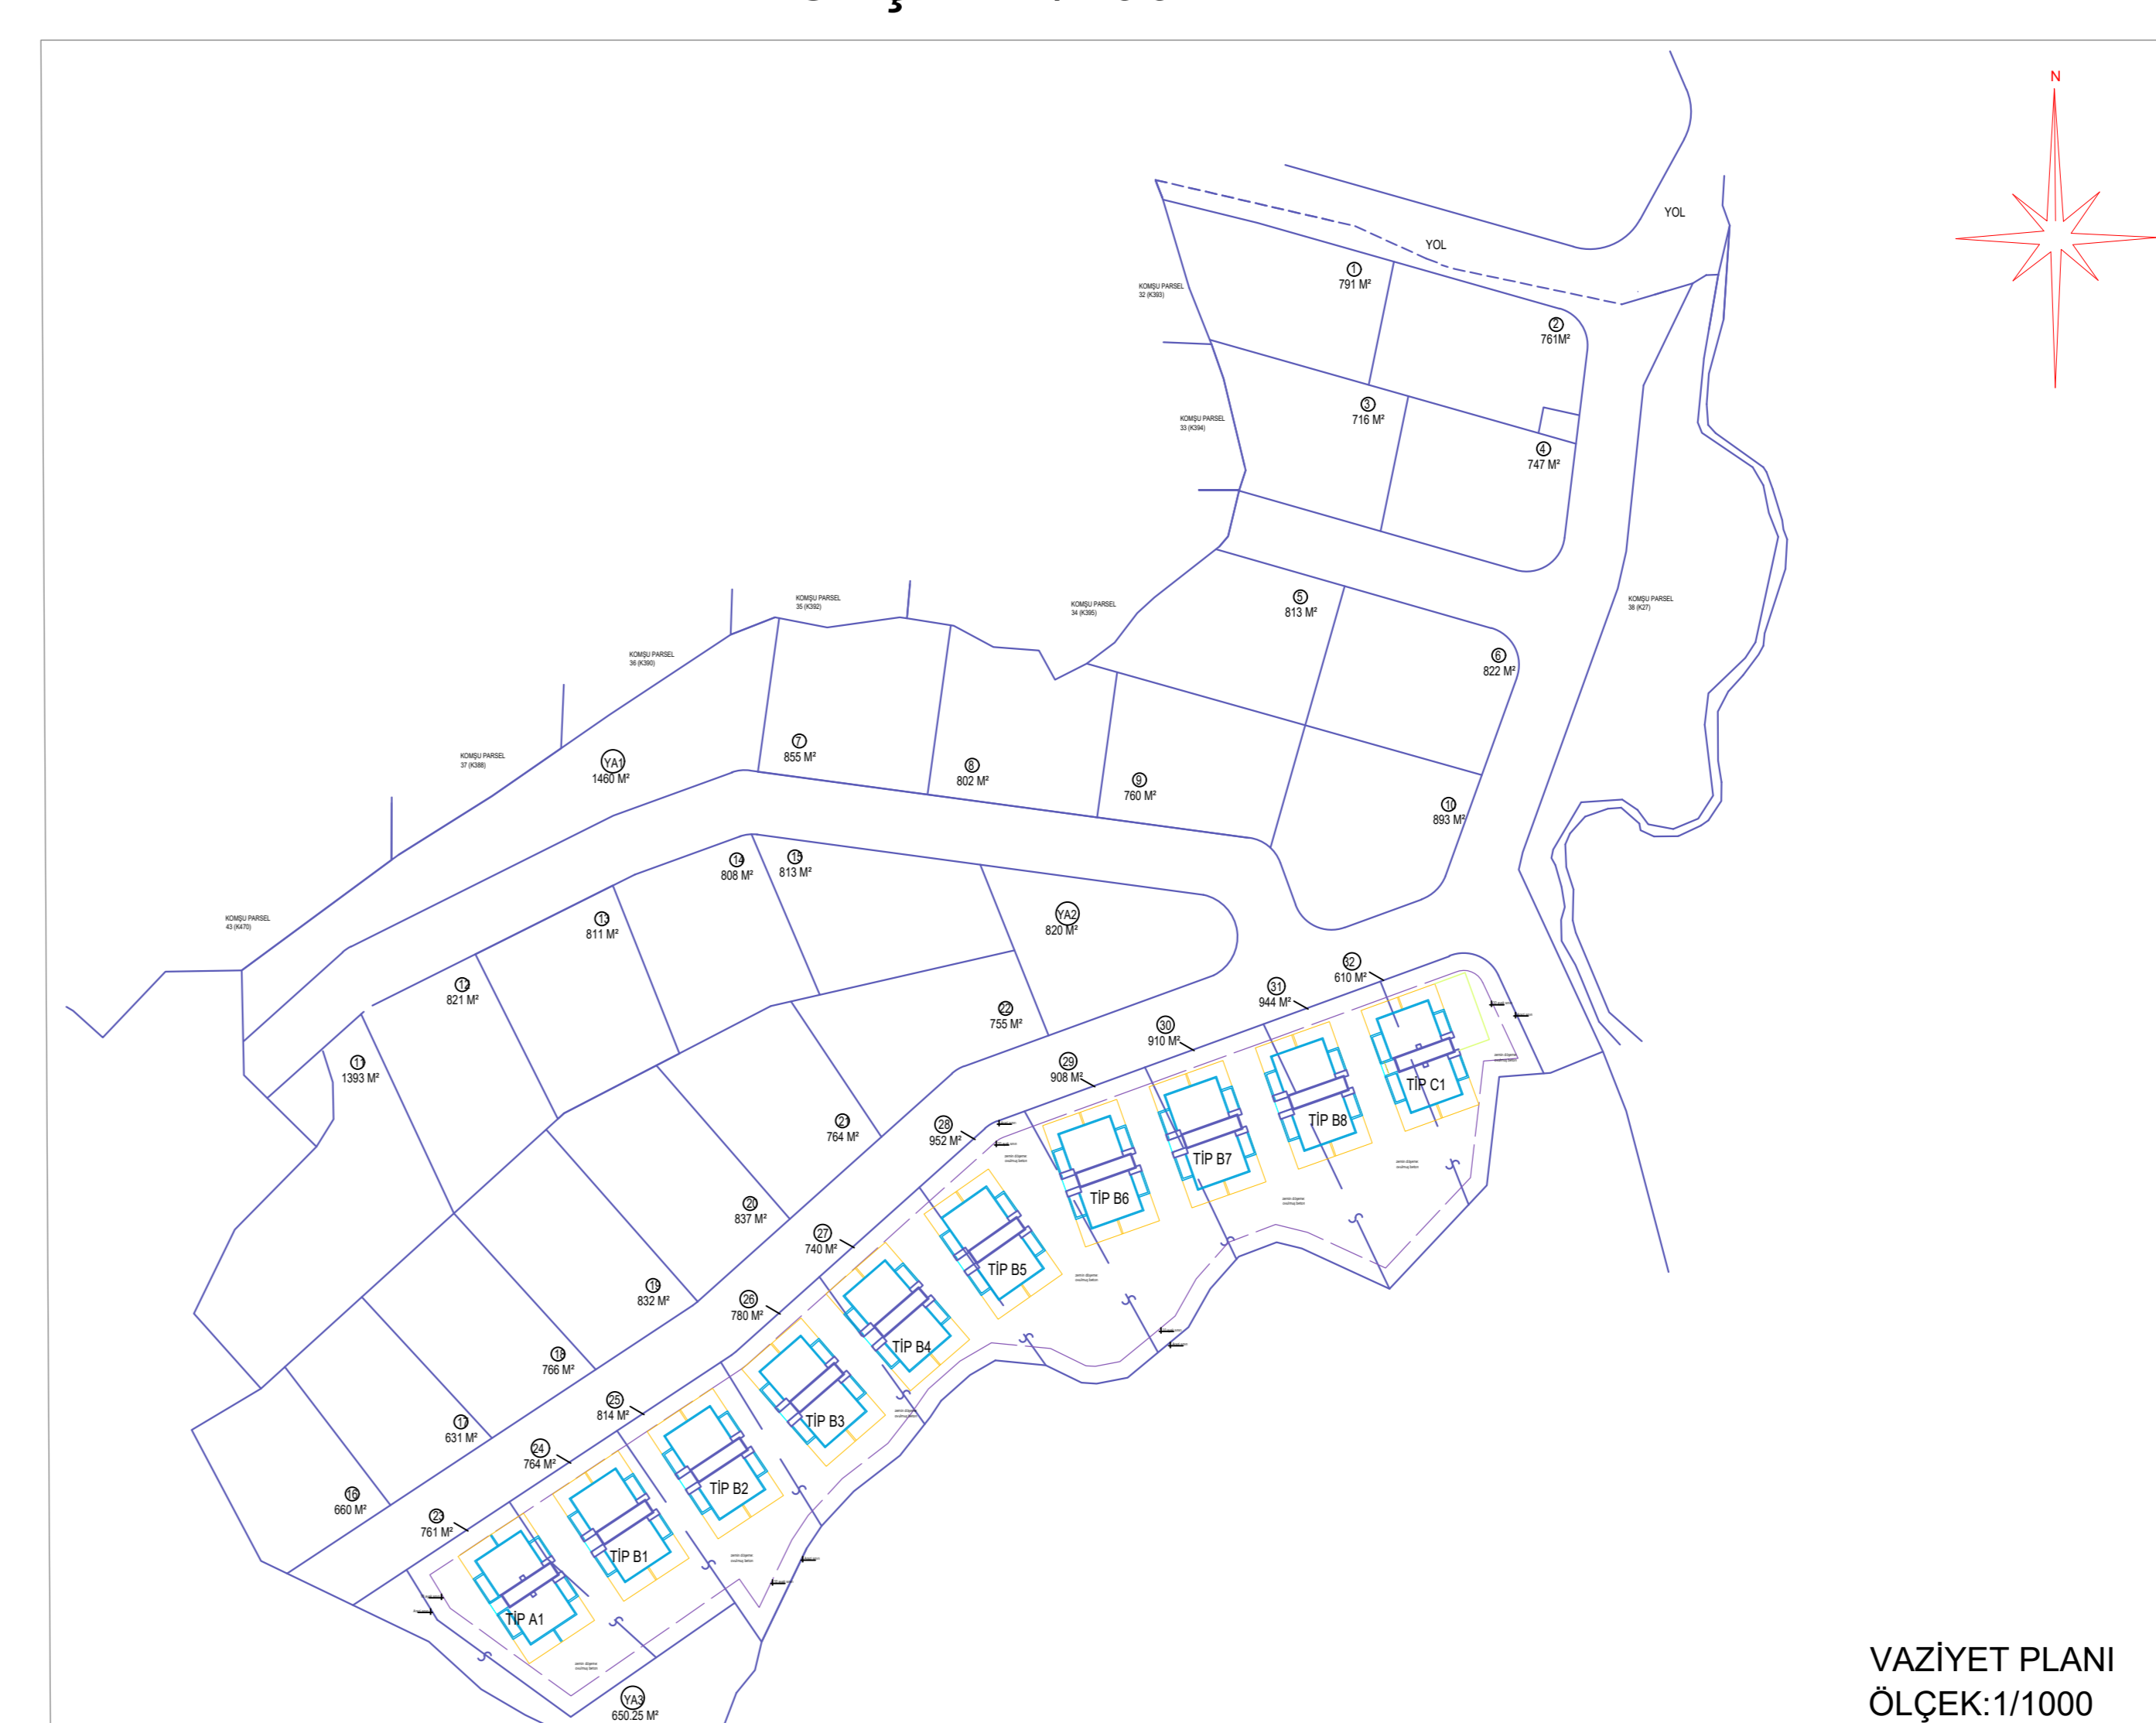 N
YOL
YOL
1
791 M²
KOMŞU PARSEL
32 (K393)
2
761M²
3
716 M²
KOMŞU PARSEL
33 (K394)
4
747 M²
5
813 M²
KOMŞU PARSEL
35 (K392)
KOMŞU PARSEL
34 (K395)
KOMŞU PARSEL
38 (K27)
KOMŞU PARSEL
36 (K390)
6
822 M²
7
855 M²
KOMŞU PARSEL
37 (K388)
YA1
1460 M²
8
802 M²
9
760 M²
10
893 M²
14
808 M²
15
813 M²
KOMŞU PARSEL
43 (K470)
13
811 M²
YA2
820 M²
12
821 M²
32
610 M²
31
944 M²
22
755 M²
30
910 M²
11
1393 M²
29
908 M²
28
952 M²
21
764 M²
TİP C1
TİP B8
TİP B7
TİP B6
20
837 M²
27
740 M²
TİP B5
19
832 M²
26
780 M²
TİP B4
18
766 M²
25
814 M²
TİP B3
17
631 M²
24
764 M²
TİP B2
16
660 M²
23
761 M²
TİP B1
TİP A1
YA3
650.25 M²
VAZİYET PLANI
ÖLÇEK:1/1000